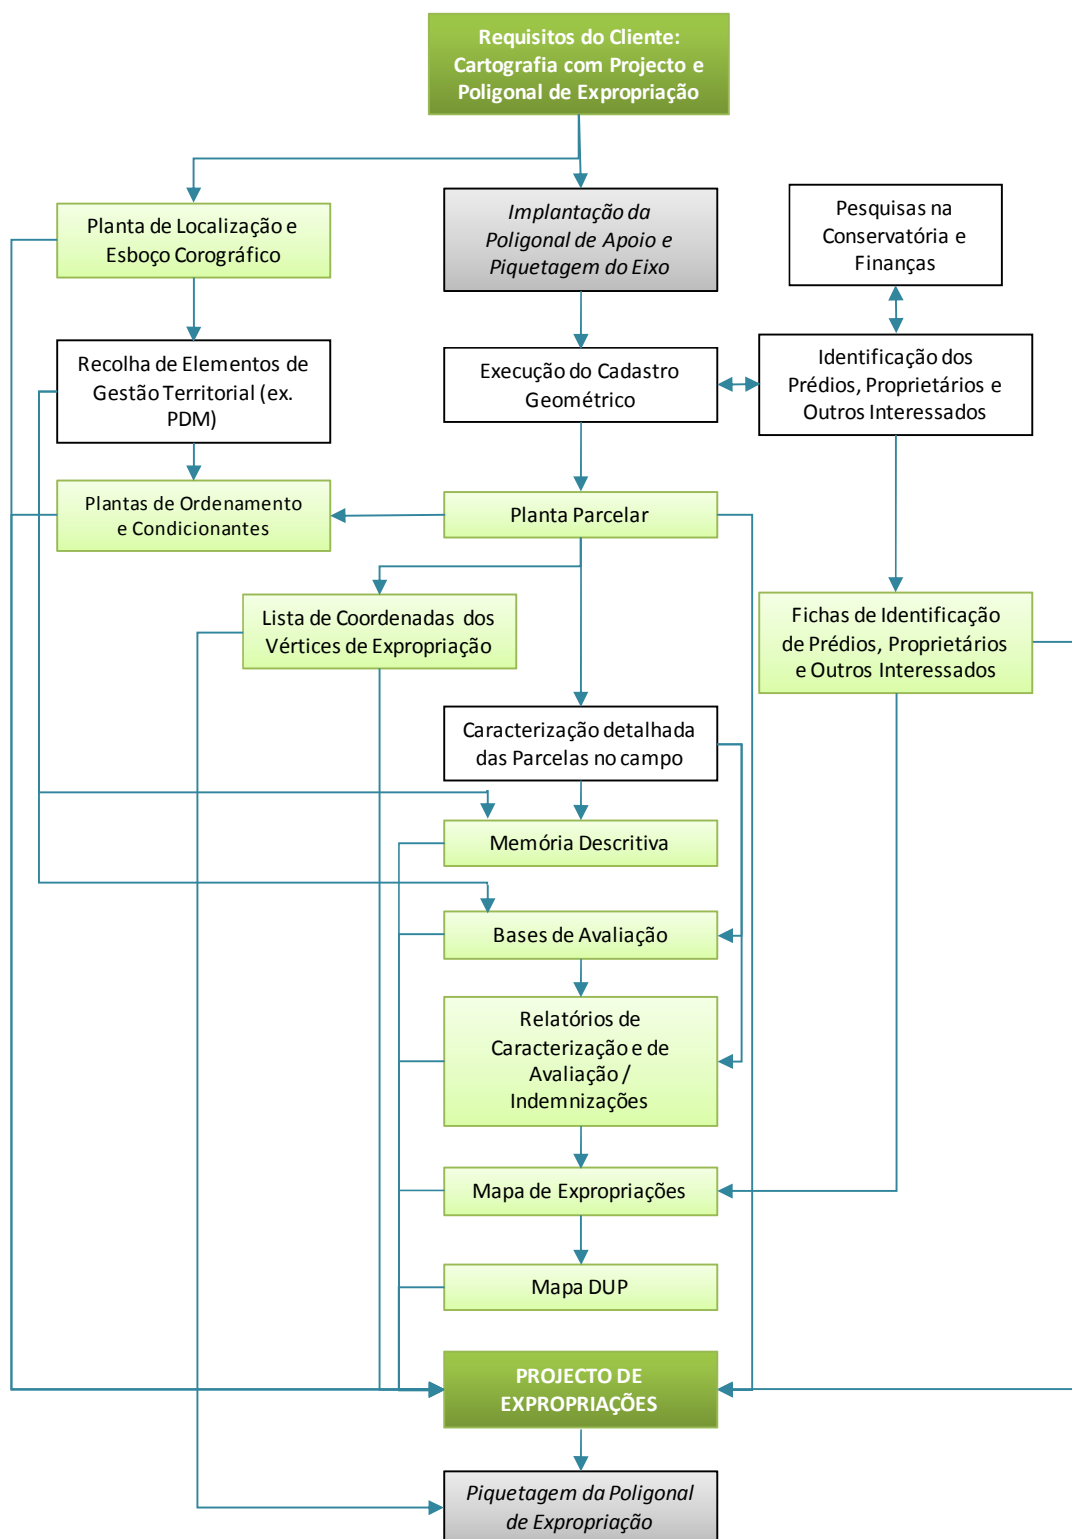 Requisitos do Cliente:
Cartografia com Projecto e
Poligonal de Expropriação
Planta de Localização e
Esboço Corográfico
Implantação da
Poligonal de Apoio e
Piquetagem do Eixo
Pesquisas na
Conservatória e
Finanças
Recolha de Elementos de
Gestão Territorial (ex.
PDM)
Execução do Cadastro
Geométrico
Identificação dos
Prédios, Proprietários e
Outros Interessados
Plantas de Ordenamento
e Condicionantes
Planta Parcelar
Lista de Coordenadas dos
Vértices de Expropriação
Fichas de Identificação
de Prédios, Proprietários
e Outros Interessados
Caracterização detalhada
das Parcelas no campo
Memória Descritiva
Bases de Avaliação
Relatórios de
Caracterização e de
Avaliação /
Indemnizações
Mapa de Expropriações
Mapa DUP
PROJECTO DE
EXPROPRIAÇÕES
Piquetagem da Poligonal
de Expropriação